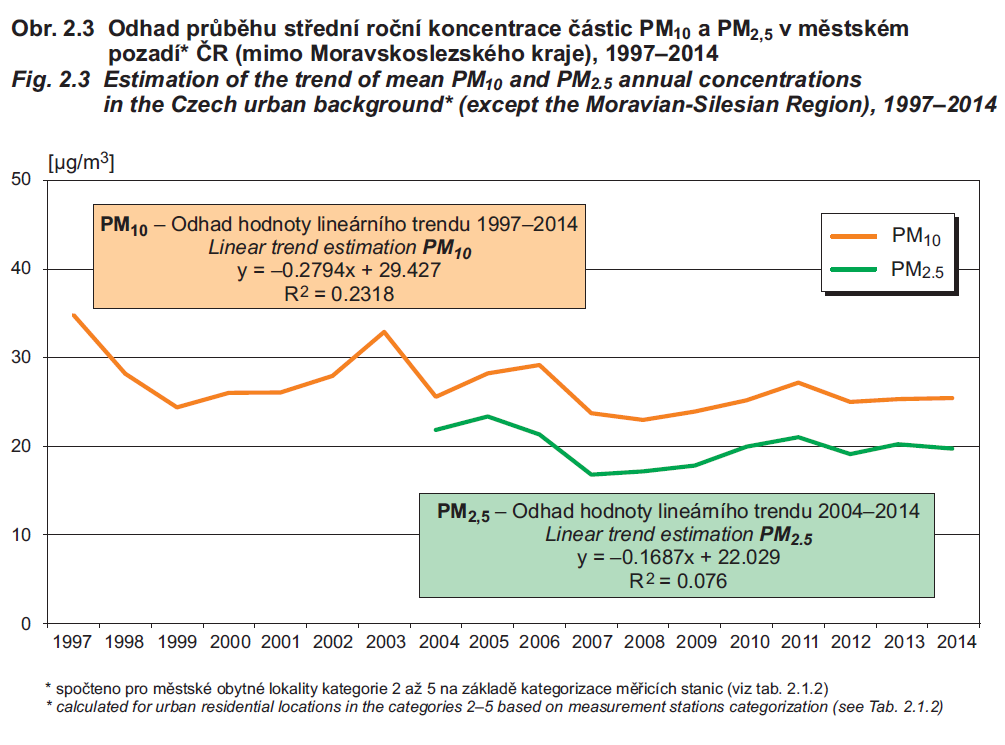 Obr. 2.3 Odhad průběhu střední roční koncentrace částic PM10 a PM2,5 v městském
pozadí* ČR (mimo Moravskoslezského kraje), 1997–2014
Fig. 2.3 Estimation of the trend of mean PM10 and PM2.5 annual concentrations
in the Czech urban background* (except the Moravian-Silesian Region), 1997–2014
[µg/m3]
50
40
30
20
10
0
PM10 – Odhad hodnoty lineárního trendu 1997–2014
Linear trend estimation PM10
y = –0.2794x + 29.427
R2 = 0.2318
PM10
PM2.5
PM2,5 – Odhad hodnoty lineárního trendu 2004–2014
Linear trend estimation PM2.5
y = –0.1687x + 22.029
R2 = 0.076
1997 1998 1999 2000 2001 2002 2003 2004 2005 2006 2007 2008 2009 2010 2011 2012 2013 2014
* spočteno pro městské obytné lokality kategorie 2 až 5 na základě kategorizace měřicích stanic (viz tab. 2.1.2)
* calculated for urban residential locations in the categories 2–5 based on measurement stations categorization (see Tab. 2.1.2)